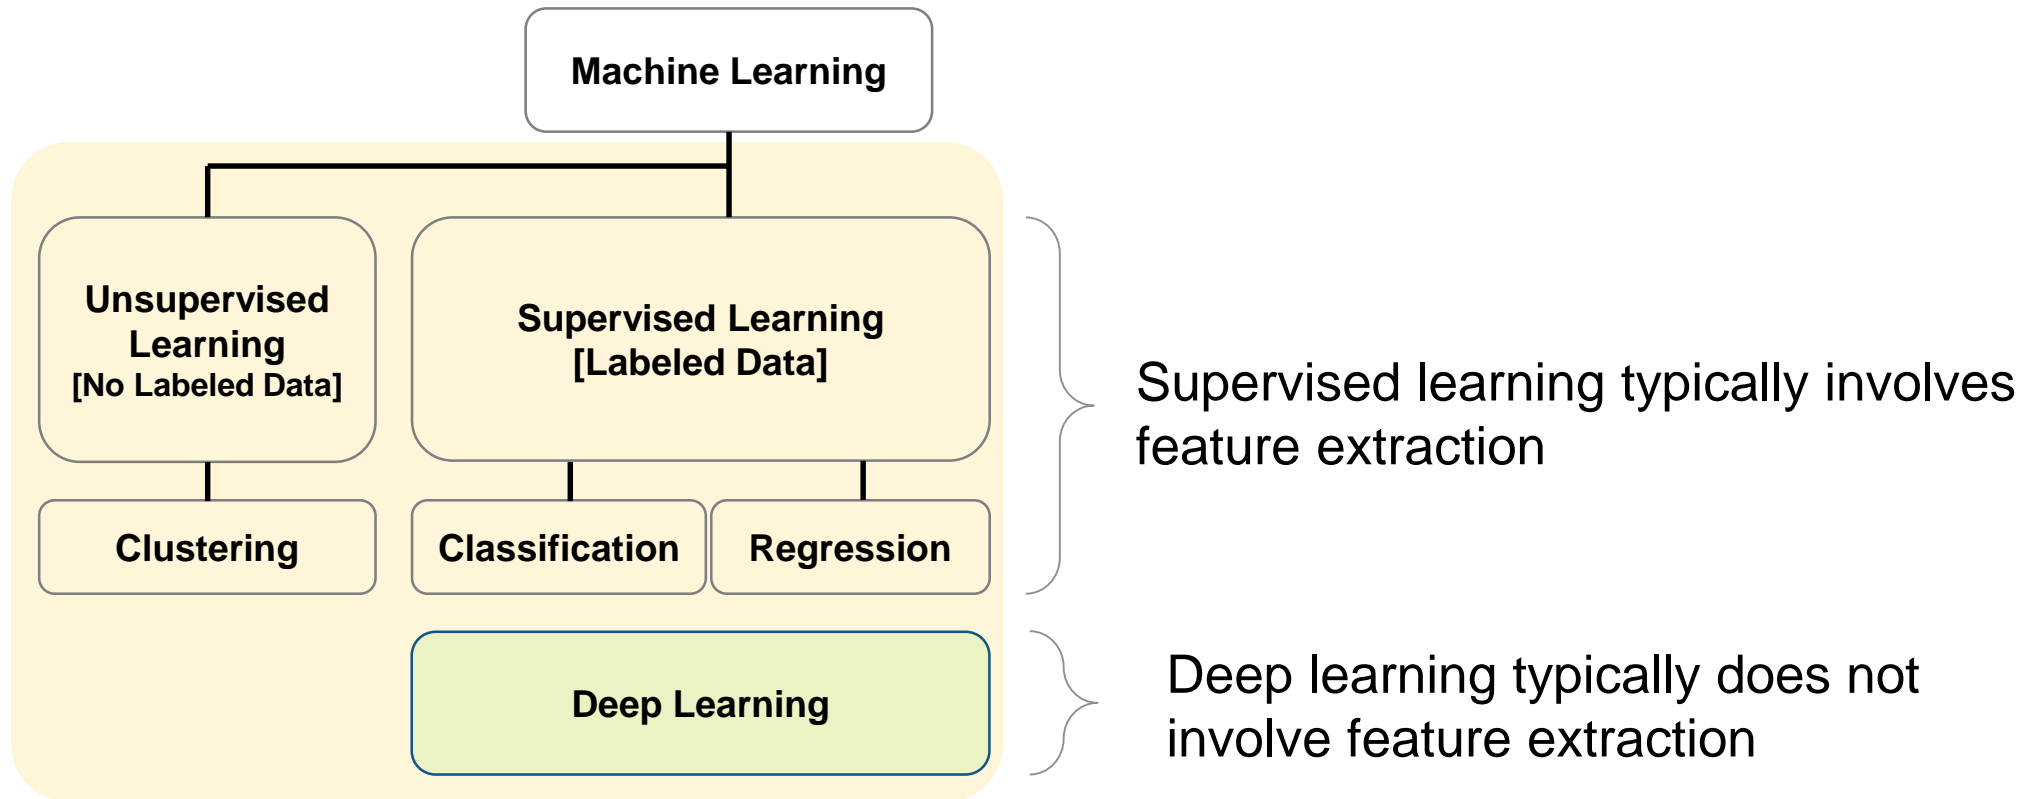 Machine Learning
Unsupervised
Learning
[No Labeled Data]
Supervised Learning
[Labeled Data]
Clustering
Classification
Regression
Deep Learning
Supervised learning typically involves
feature extraction
Deep learning typically does not
involve feature extraction